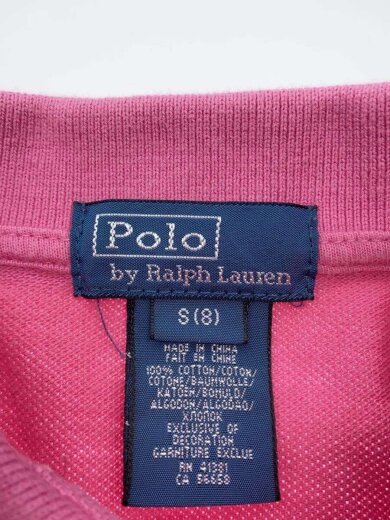 Polo
by Ralph Lauren
S (8)
MADE IN CHINA
FAIT EN CHINE
100% COTTON/COTON/
COTONE/BAUMWOLLE/
KATOEN/BOMULD/
ALGODON/ALGODAO/
ХЛОПОК
EXCLUSIVE OF
DECORATION
GARNITURE EXCLUE
RN 41381
CA 56658